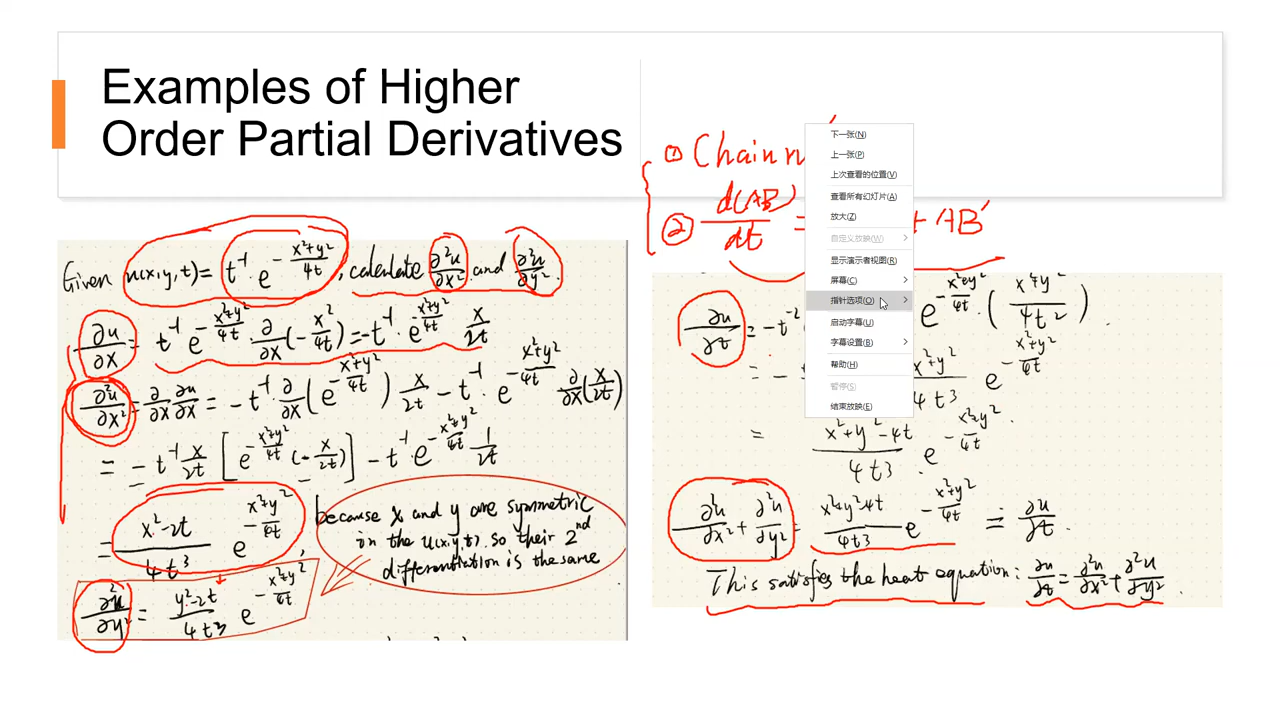 Examples of Higher
Order Partial Derivatives
① Chain
② d(AB)/dt = + AB′
Given u(x,y,t) = t⁻¹ · e^(-(x²+y²)/4t), calculate ∂²u/∂x² and ∂²u/∂y².
∂u/∂x = t⁻¹ e^(-(x²+y²)/4t) ∂/∂x (-x²/4t) = -t⁻¹ e^(-(x²+y²)/4t) x/2t
∂²u/∂x² = ∂/∂x ∂u/∂x = -t⁻¹ ∂/∂x (e^(-(x²+y²)/4t)) x/2t - t⁻¹ e^(-(x²+y²)/4t) ∂/∂x (x/2t)
= -t⁻¹ x/2t [e^(-(x²+y²)/4t) (-x/2t)] - t⁻¹ e^(-(x²+y²)/4t) 1/2t
= (x²-2t)/4t³ e^(-(x²+y²)/4t),
∂²u/∂y² = (y²-2t)/4t³ e^(-(x²+y²)/4t)
because x and y are symmetric
in the u(x,y,t). so their 2nd
differentiation is the same
下一张(N)
上一张(P)
上次查看的位置(V)
查看所有幻灯片(A)
放大(Z)
自定义放映(W)
显示演示者视图(R)
屏幕(C)
指针选项(O)
启动字幕(U)
字幕设置(B)
帮助(H)
暂停(S)
结束放映(E)
∂u/∂t = -t⁻² e^(-(x²+y²)/4t) ((x²+y²)/4t²).
= - e^(-(x²+y²)/4t)
= (x²+y²-4t)/4t³ · e^(-(x²+y²)/4t).
∂²u/∂x² + ∂²u/∂y² = (x²+y²-4t)/4t³ e^(-(x²+y²)/4t) = ∂u/∂t.
This satisfies the heat equation: ∂u/∂t = ∂²u/∂x² + ∂²u/∂y².